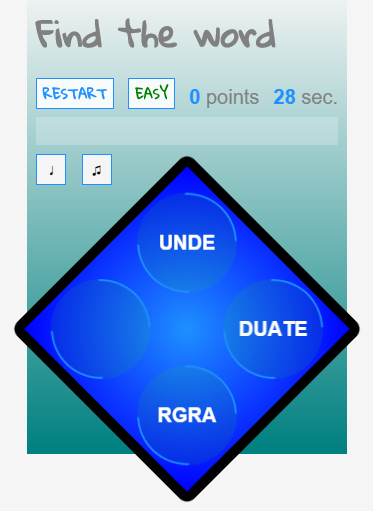 Find the word
RESTART EASY 0 points 28 sec.
♩ ♫
UNDE
DUATE
RGRA